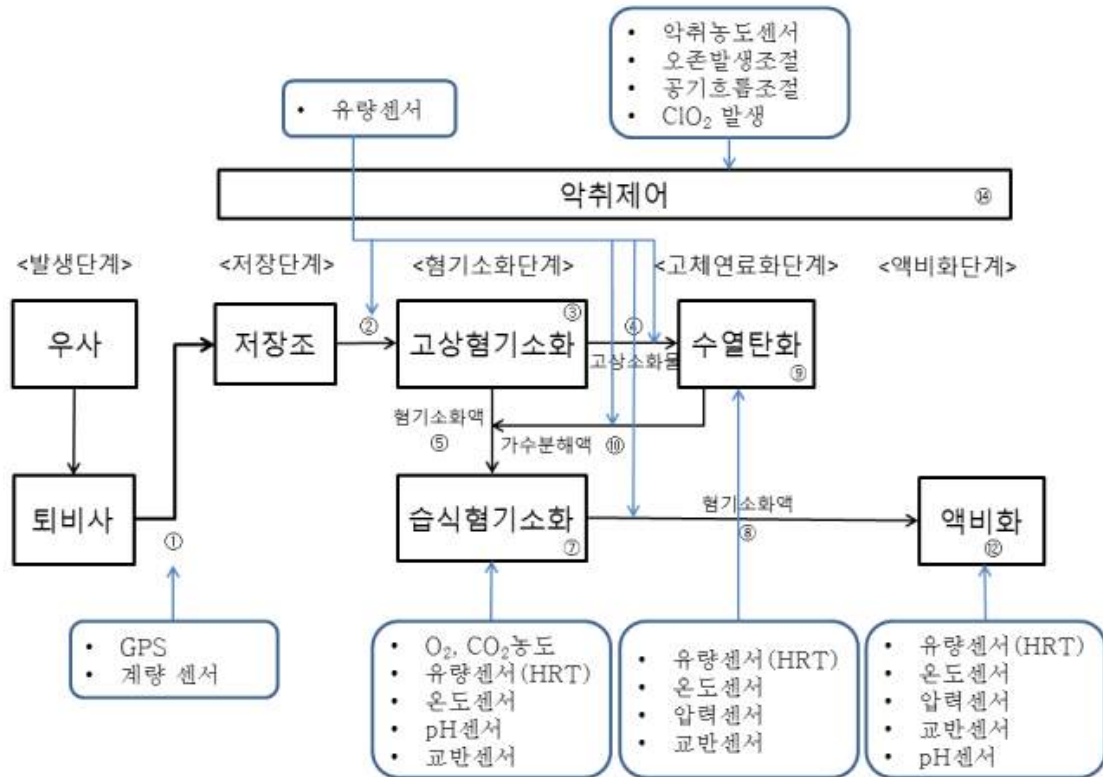 • 악취농도센서
• 오존발생조절
• 공기흐름조절
• ClO₂ 발생
• 유량센서
악취제어 ⑭
<발생단계> <저장단계> <혐기소화단계> <고체연료화단계> <액비화단계>
우사
저장조
②
고상혐기소화 ③
④
고상소화물
수열탄화 ⑨
혐기소화액
⑤
가수분해액 ⑩
퇴비사
①
습식혐기소화 ⑦
혐기소화액
⑧
액비화
⑫
• GPS
• 계량 센서
• O₂, CO₂농도
• 유량센서(HRT)
• 온도센서
• pH센서
• 교반센서
• 유량센서(HRT)
• 온도센서
• 압력센서
• 교반센서
• 유량센서(HRT)
• 온도센서
• 압력센서
• 교반센서
• pH센서